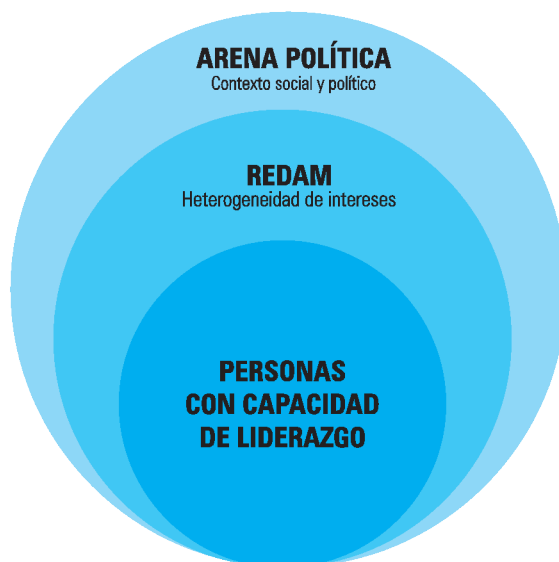 ARENA POLÍTICA
Contexto social y político
REDAM
Heterogeneidad de intereses
PERSONAS
CON CAPACIDAD
DE LIDERAZGO